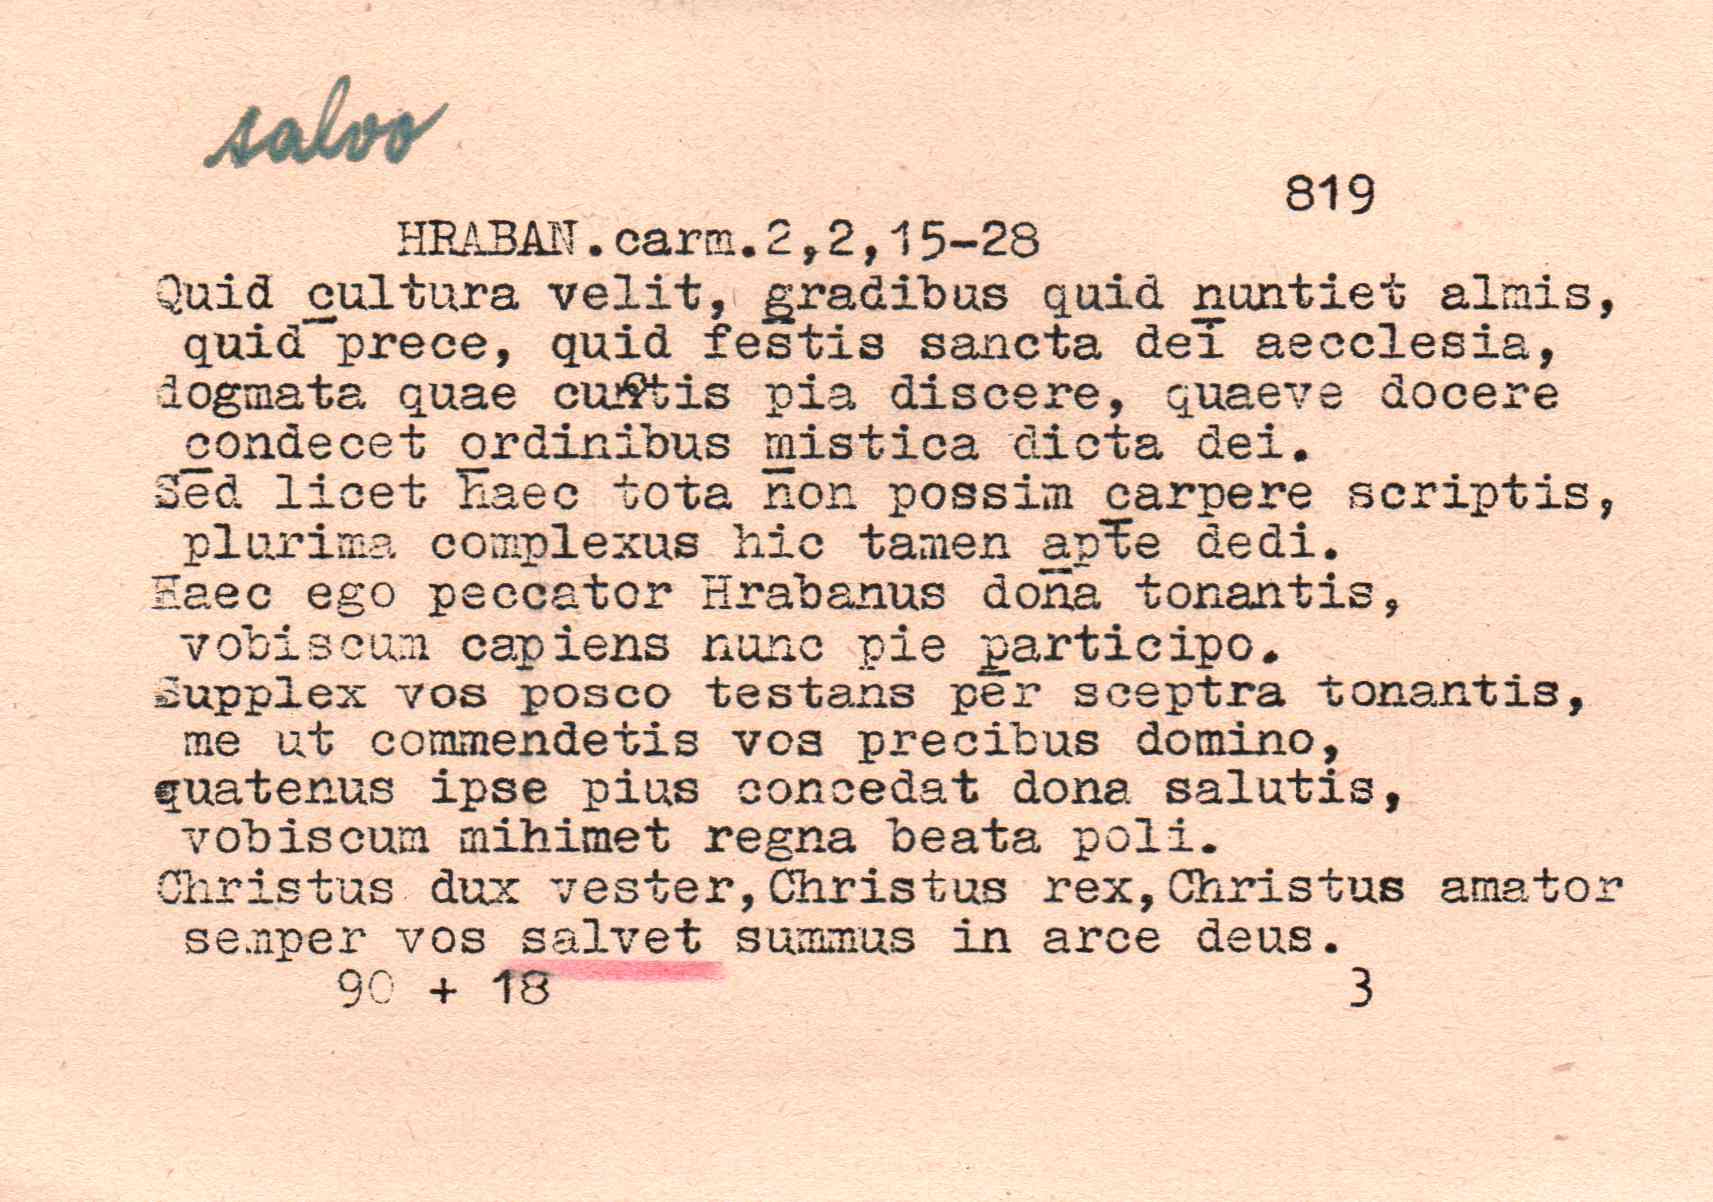 salvo
819
HRABAN.carm.2,2,15-28
Quid cultura velit, gradibus quid nuntiet almis,
quid prece, quid festis sancta dei aecclesia,
dogmata quae cunctis pia discere, quaeve docere
condecet ordinibus mistica dicta dei.
Sed licet haec tota non possim carpere scriptis,
plurima complexus hic tamen apte dedi.
Haec ego peccator Hrabanus dona tonantis,
vobiscum capiens nunc pie participo.
Supplex vos posco testans per sceptra tonantis,
me ut commendetis vos precibus domino,
quatenus ipse pius concedat dona salutis,
vobiscum mihimet regna beata poli.
Christus dux vester,Christus rex,Christus amator
semper vos salvet summus in arce deus.
90 + 18 3